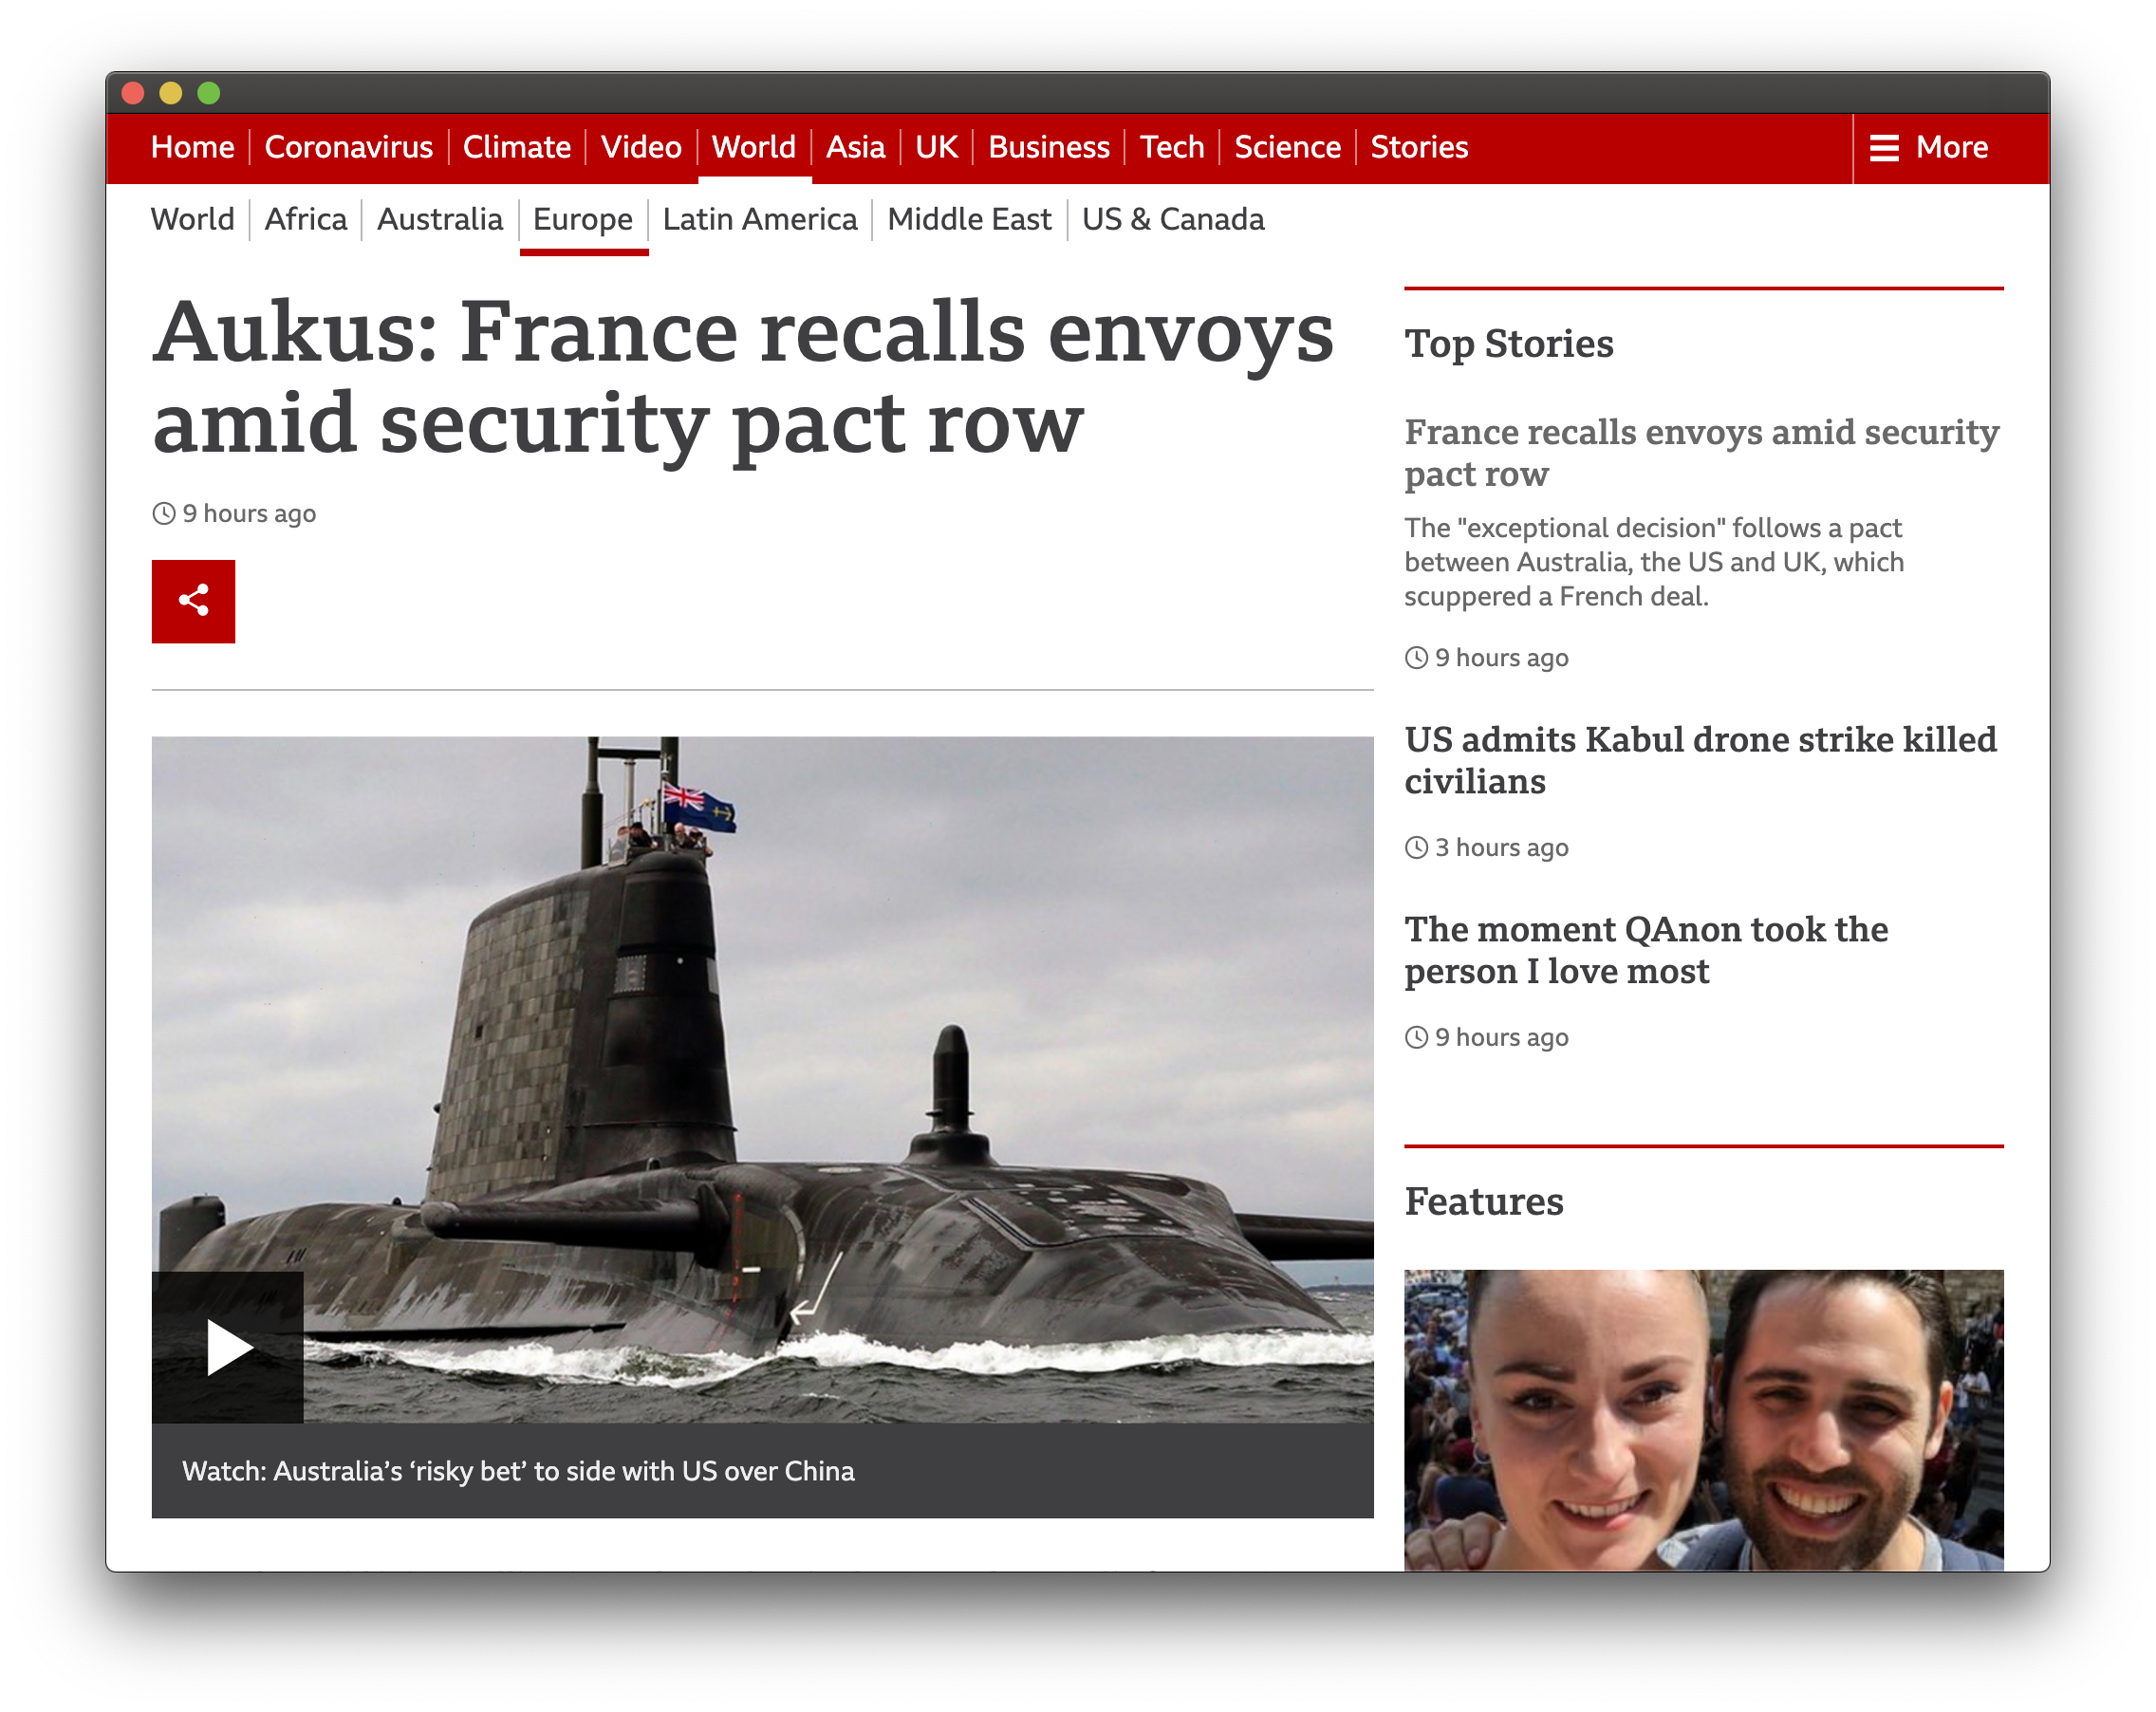 Home
Coronavirus
Climate
Video
World
Asia
UK
Business
Tech
Science
Stories
More
World
Africa
Australia
Europe
Latin America
Middle East
US & Canada
Aukus: France recalls envoys
amid security pact row
9 hours ago
Watch: Australia’s ‘risky bet’ to side with US over China
Top Stories
France recalls envoys amid security
pact row
The "exceptional decision" follows a pact
between Australia, the US and UK, which
scuppered a French deal.
9 hours ago
US admits Kabul drone strike killed
civilians
3 hours ago
The moment QAnon took the
person I love most
9 hours ago
Features